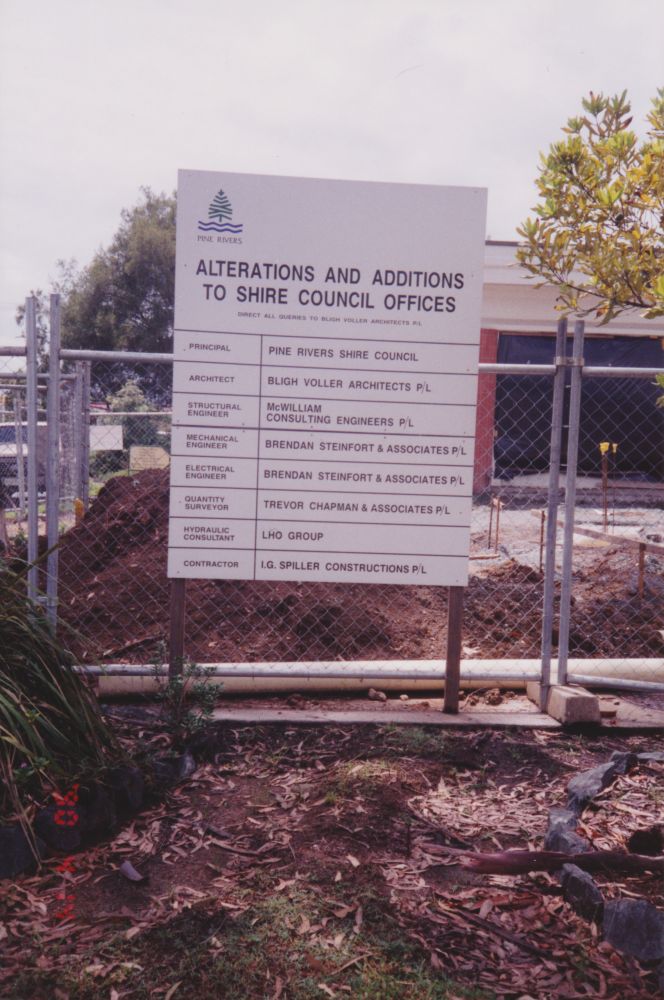 PINE RIVERS
ALTERATIONS AND ADDITIONS
TO SHIRE COUNCIL OFFICES
DIRECT ALL QUERIES TO BLIGH VOLLER ARCHITECTS P/L
PRINCIPAL PINE RIVERS SHIRE COUNCIL
ARCHITECT BLIGH VOLLER ARCHITECTS P/L
STRUCTURAL ENGINEER McWILLIAM
CONSULTING ENGINEERS P/L
MECHANICAL ENGINEER BRENDAN STEINFORT & ASSOCIATES P/L
ELECTRICAL ENGINEER BRENDAN STEINFORT & ASSOCIATES P/L
QUANTITY SURVEYOR TREVOR CHAPMAN & ASSOCIATES P/L
HYDRAULIC CONSULTANT LHO GROUP
CONTRACTOR I.G. SPILLER CONSTRUCTIONS P/L